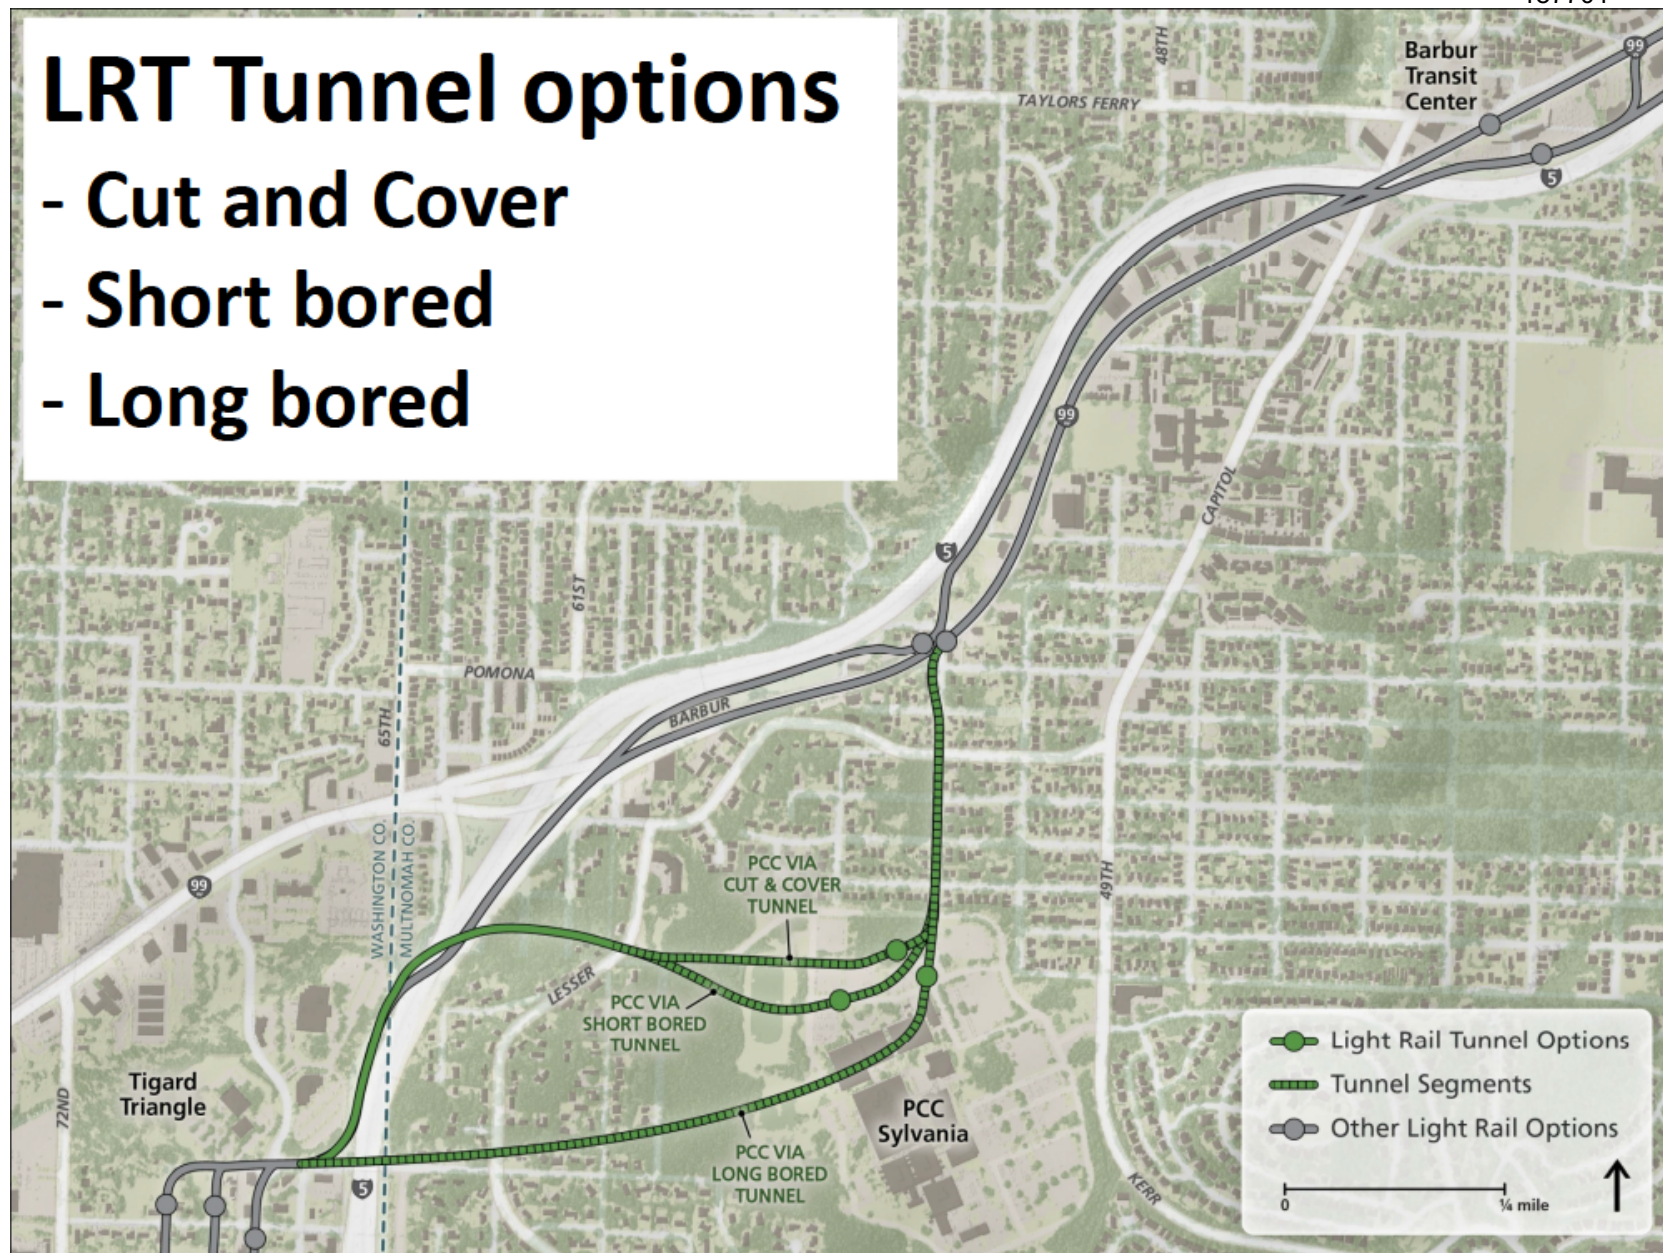 LRT Tunnel options
- Cut and Cover
- Short bored
- Long bored
48TH
TAYLORS FERRY
Barbur
Transit
Center
99
5
99
CAPITOL
5
61ST
POMONA
BARBUR
65TH
WASHINGTON CO.
MULTNOMAH CO.
99
PCC VIA
CUT & COVER
TUNNEL
49TH
LESSER
PCC VIA
SHORT BORED
TUNNEL
Tigard
Triangle
72ND
PCC
Sylvania
PCC VIA
LONG BORED
TUNNEL
5
KERR
Light Rail Tunnel Options
Tunnel Segments
Other Light Rail Options
0
¼ mile